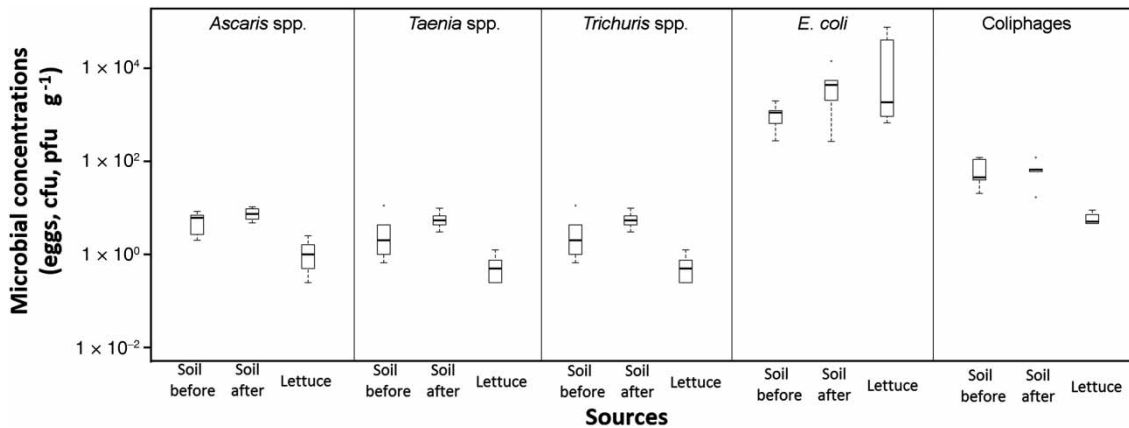 Ascaris spp. Taenia spp. Trichuris spp. E. coli Coliphages
Microbial concentrations
(eggs, cfu, pfu g⁻¹)
1 × 10⁴
1 × 10²
1 × 10⁰
1 × 10⁻²
Soil before Soil after Lettuce Soil before Soil after Lettuce Soil before Soil after Lettuce Soil before Soil after Lettuce Soil before Soil after Lettuce
Sources